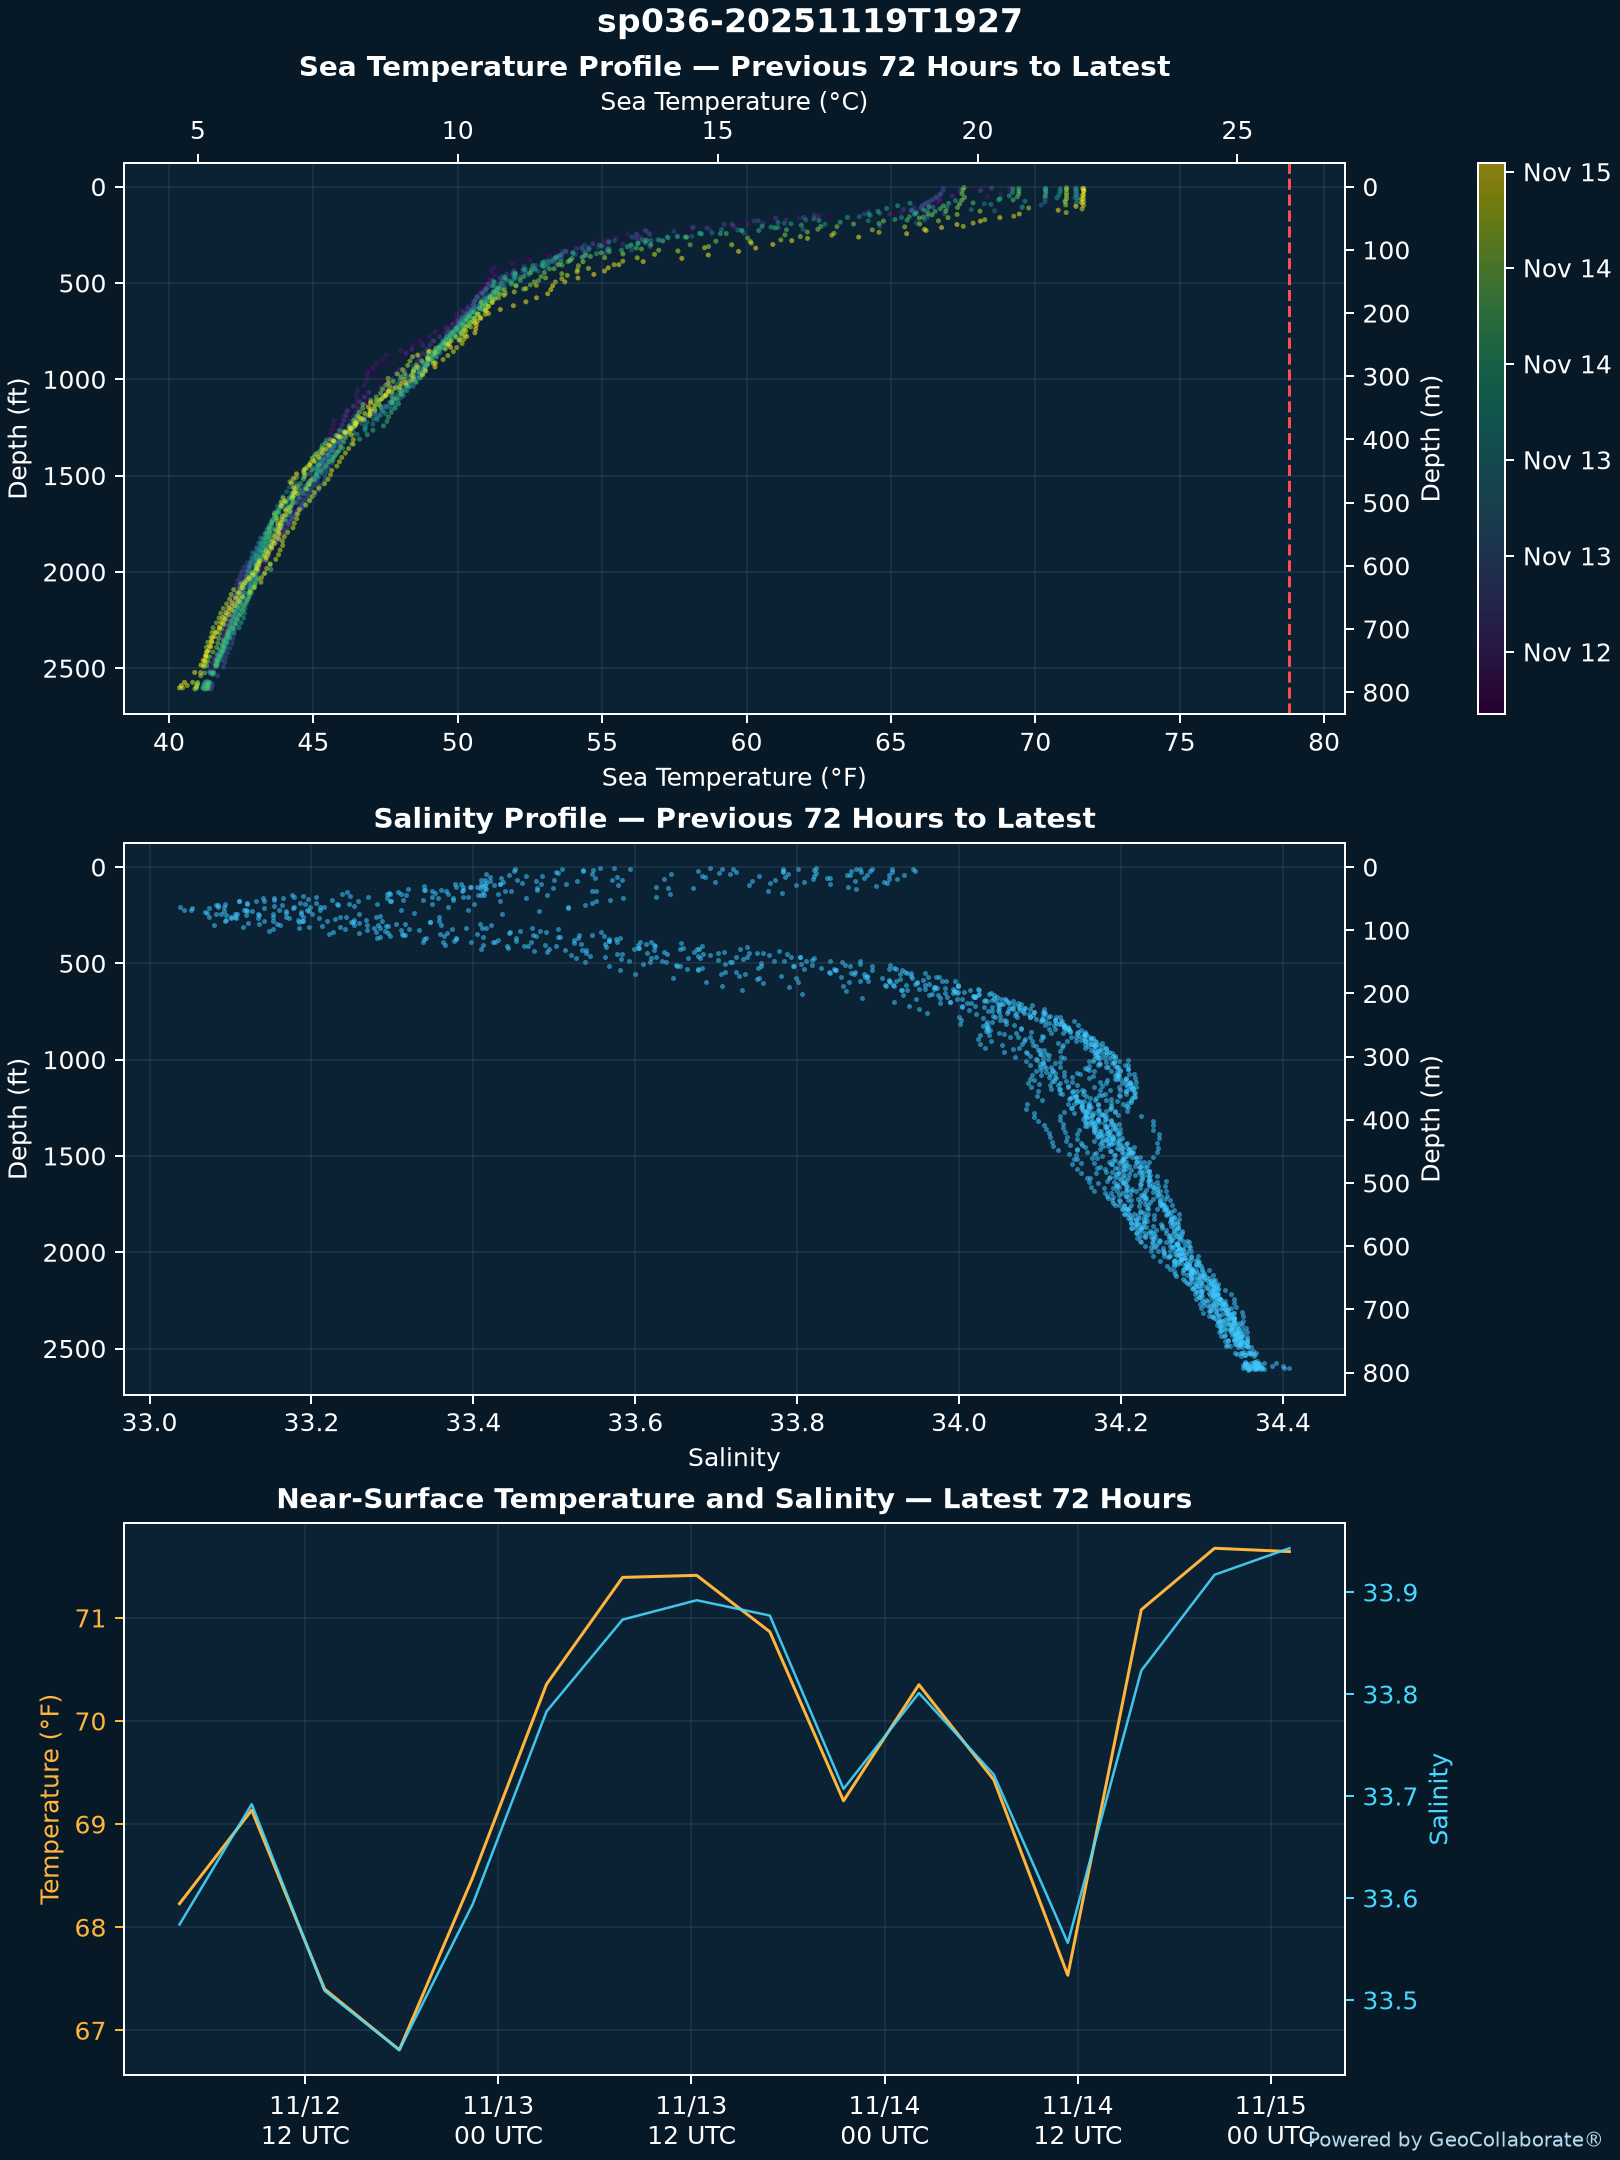 sp036-20251119T1927
Sea Temperature Profile — Previous 72 Hours to Latest
Sea Temperature (°C)
5 10 15 20 25
Depth (ft)
0
500
1000
1500
2000
2500
0
100
200
300
400
500
600
700
800
Depth (m)
Nov 15
Nov 14
Nov 14
Nov 13
Nov 13
Nov 12
40 45 50 55 60 65 70 75 80
Sea Temperature (°F)
Salinity Profile — Previous 72 Hours to Latest
Depth (ft)
0
500
1000
1500
2000
2500
0
100
200
300
400
500
600
700
800
Depth (m)
33.0 33.2 33.4 33.6 33.8 34.0 34.2 34.4
Salinity
Near-Surface Temperature and Salinity — Latest 72 Hours
Temperature (°F)
71
70
69
68
67
33.9
33.8
33.7
33.6
33.5
Salinity
11/12 11/13 11/13 11/14 11/14 11/15
12 UTC 00 UTC 12 UTC 00 UTC 12 UTC 00 UTC
Powered by GeoCollaborate®